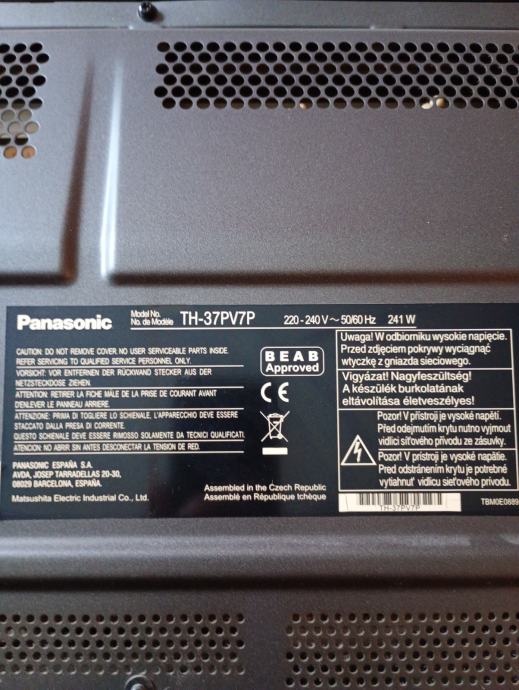 Panasonic
Model No.
No. de Modèle
TH-37PV7P
220 - 240 V ∼ 50/60 Hz
241 W
CAUTION: DO NOT REMOVE COVER NO USER SERVICEABLE PARTS INSIDE.
REFER SERVICING TO QUALIFIED SERVICE PERSONNEL ONLY.
VORSICHT: VOR ENTFERNEN DER RÜCKWAND STECKER AUS DER
NETZSTECKDOSE ZIEHEN.
ATTENTION: RETIRER LA FICHE MÂLE DE LA PRISE DE COURANT AVANT
D'ENLEVER LE PANNEAU ARRIERE.
ATTENZIONE: PRIMA DI TOGLIERE LO SCHIENALE, L'APPARECCHIO DEVE ESSERE
STACCATO DALLA PRESA DI CORRENTE.
QUESTO SCHIENALE DEVE ESSERE RIMOSSO SOLAMENTE DA TECNICI QUALIFICATI.
ATENCION: NO ABRIR SIN ANTES DESCONECTAR LA TENSION DE RED.
PANASONIC ESPAÑA S.A.
AVDA, JOSEP TARRADELLAS 20-30,
08029 BARCELONA, ESPAÑA
Matsushita Electric Industrial Co., Ltd.
BEAB
Approved
CE
Assembled in the Czech Republic
Assemblé en République tchèque
Uwaga! W odbiorniku wysokie napięcie.
Przed zdjęciem pokrywy wyciągnąć
wtyczkę z gniazda sieciowego.
Vigyázat! Nagyfeszültség!
A készülék burkolatának
eltávolítása életveszélyes!
Pozor! V prístroji je vysoké napětí.
Před odejmutím krytu nutno vyjmout
vidlici síťového přívodu ze zásuvky.
Pozor! V prístroji je vysoké napätie.
Pred odstránením krytu je potrebné
vytiahnuť vidlicu sieťového prívodu.
TH-37PV7P
TBM0E0889